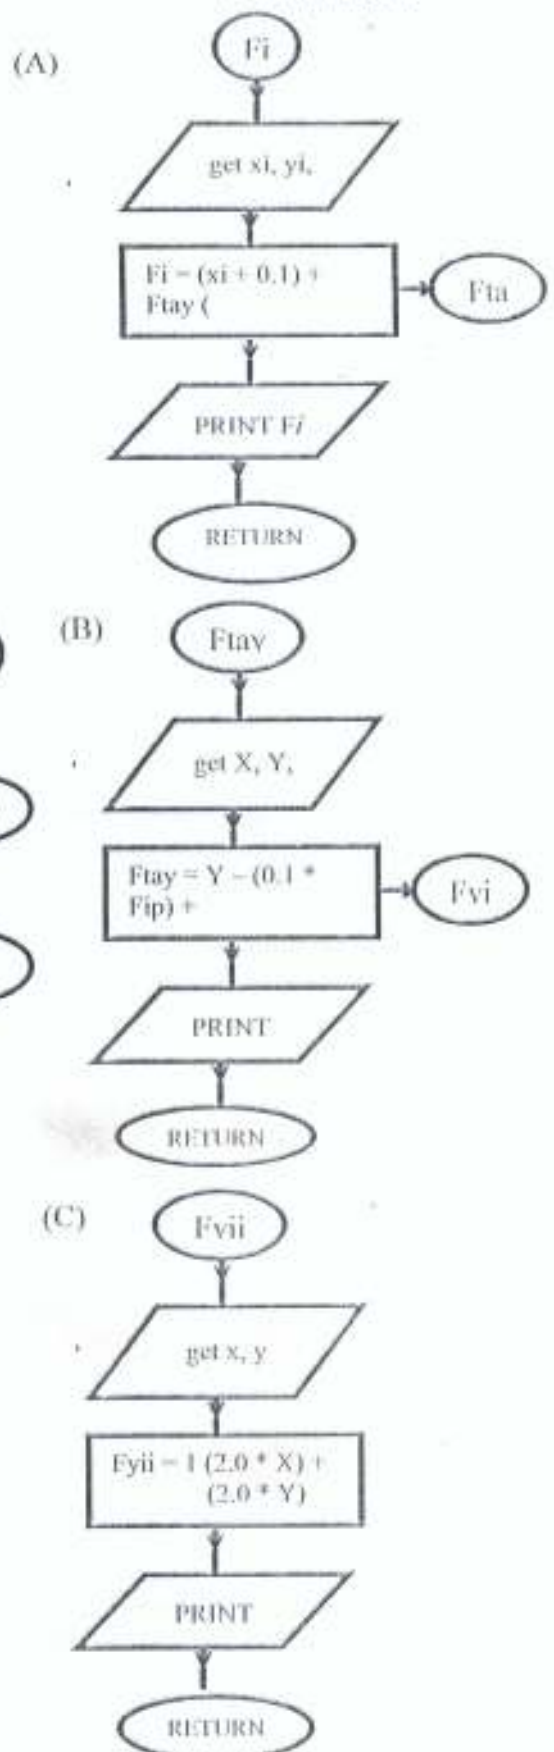 (A)
Fi
get xi, yi,
Fi = (xi + 0.1) +
Ftay (
Fta
PRINT Fi
RETURN
(B)
Ftay
get X, Y,
Ftay = Y – (0.1 *
Fip) +
Fvi
PRINT
RETURN
(C)
Fvii
get x, y
Fyii = 1 (2.0 * X) +
(2.0 * Y)
PRINT
RETURN